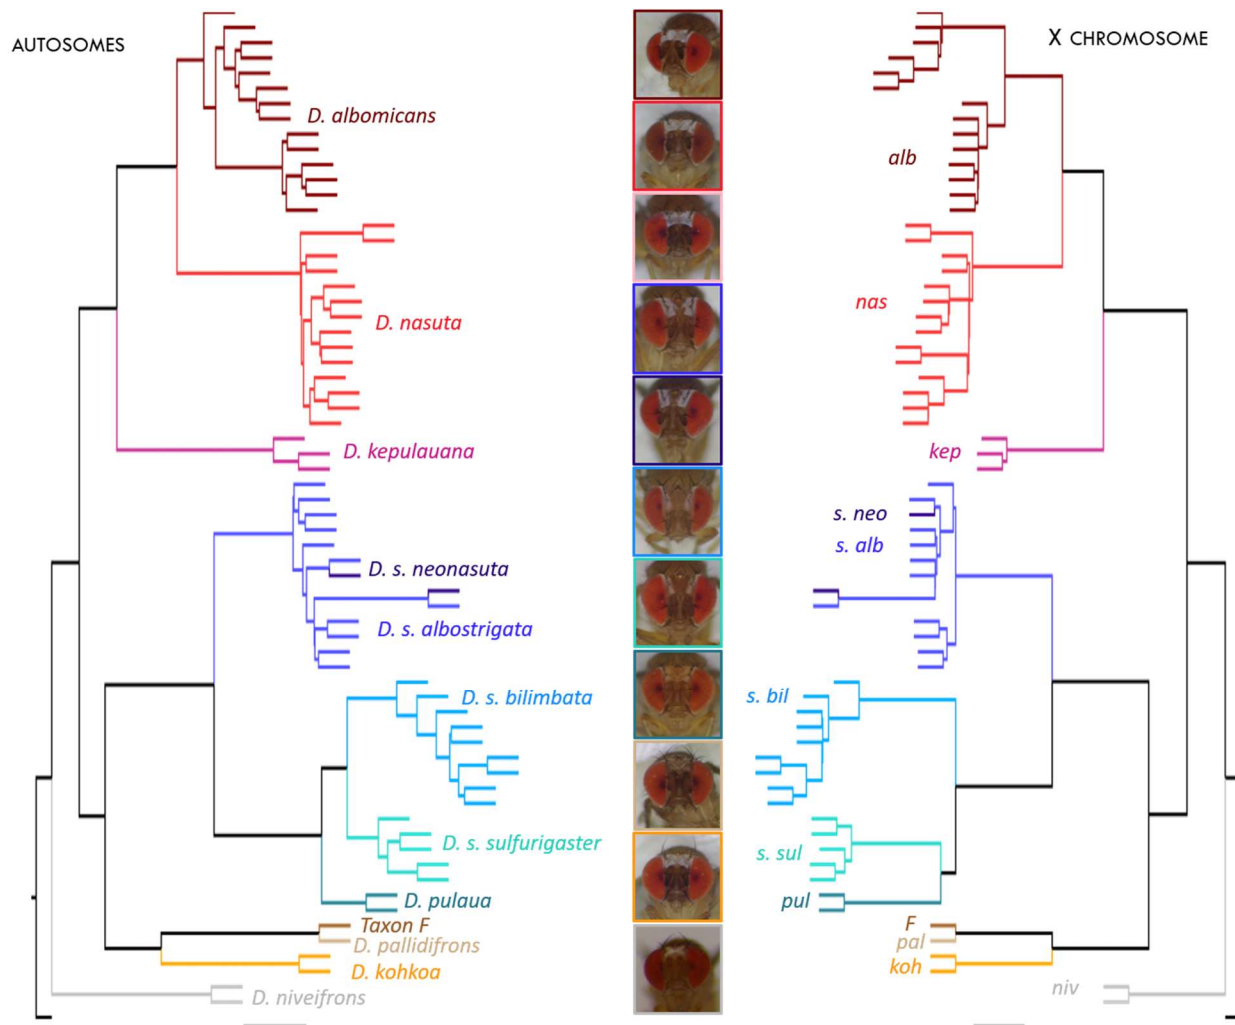 AUTOSOMES
X CHROMOSOME
D. albomicans
alb
D. nasuta
nas
D. kepulauana
kep
s. neo
s. alb
D. s. neonasuta
D. s. albostrigata
D. s. bilimbata
s. bil
D. s. sulfurigaster
s. sul
D. pulaua
pul
Taxon F
F
D. pallidifrons
pal
D. kohkoa
koh
D. niveifrons
niv